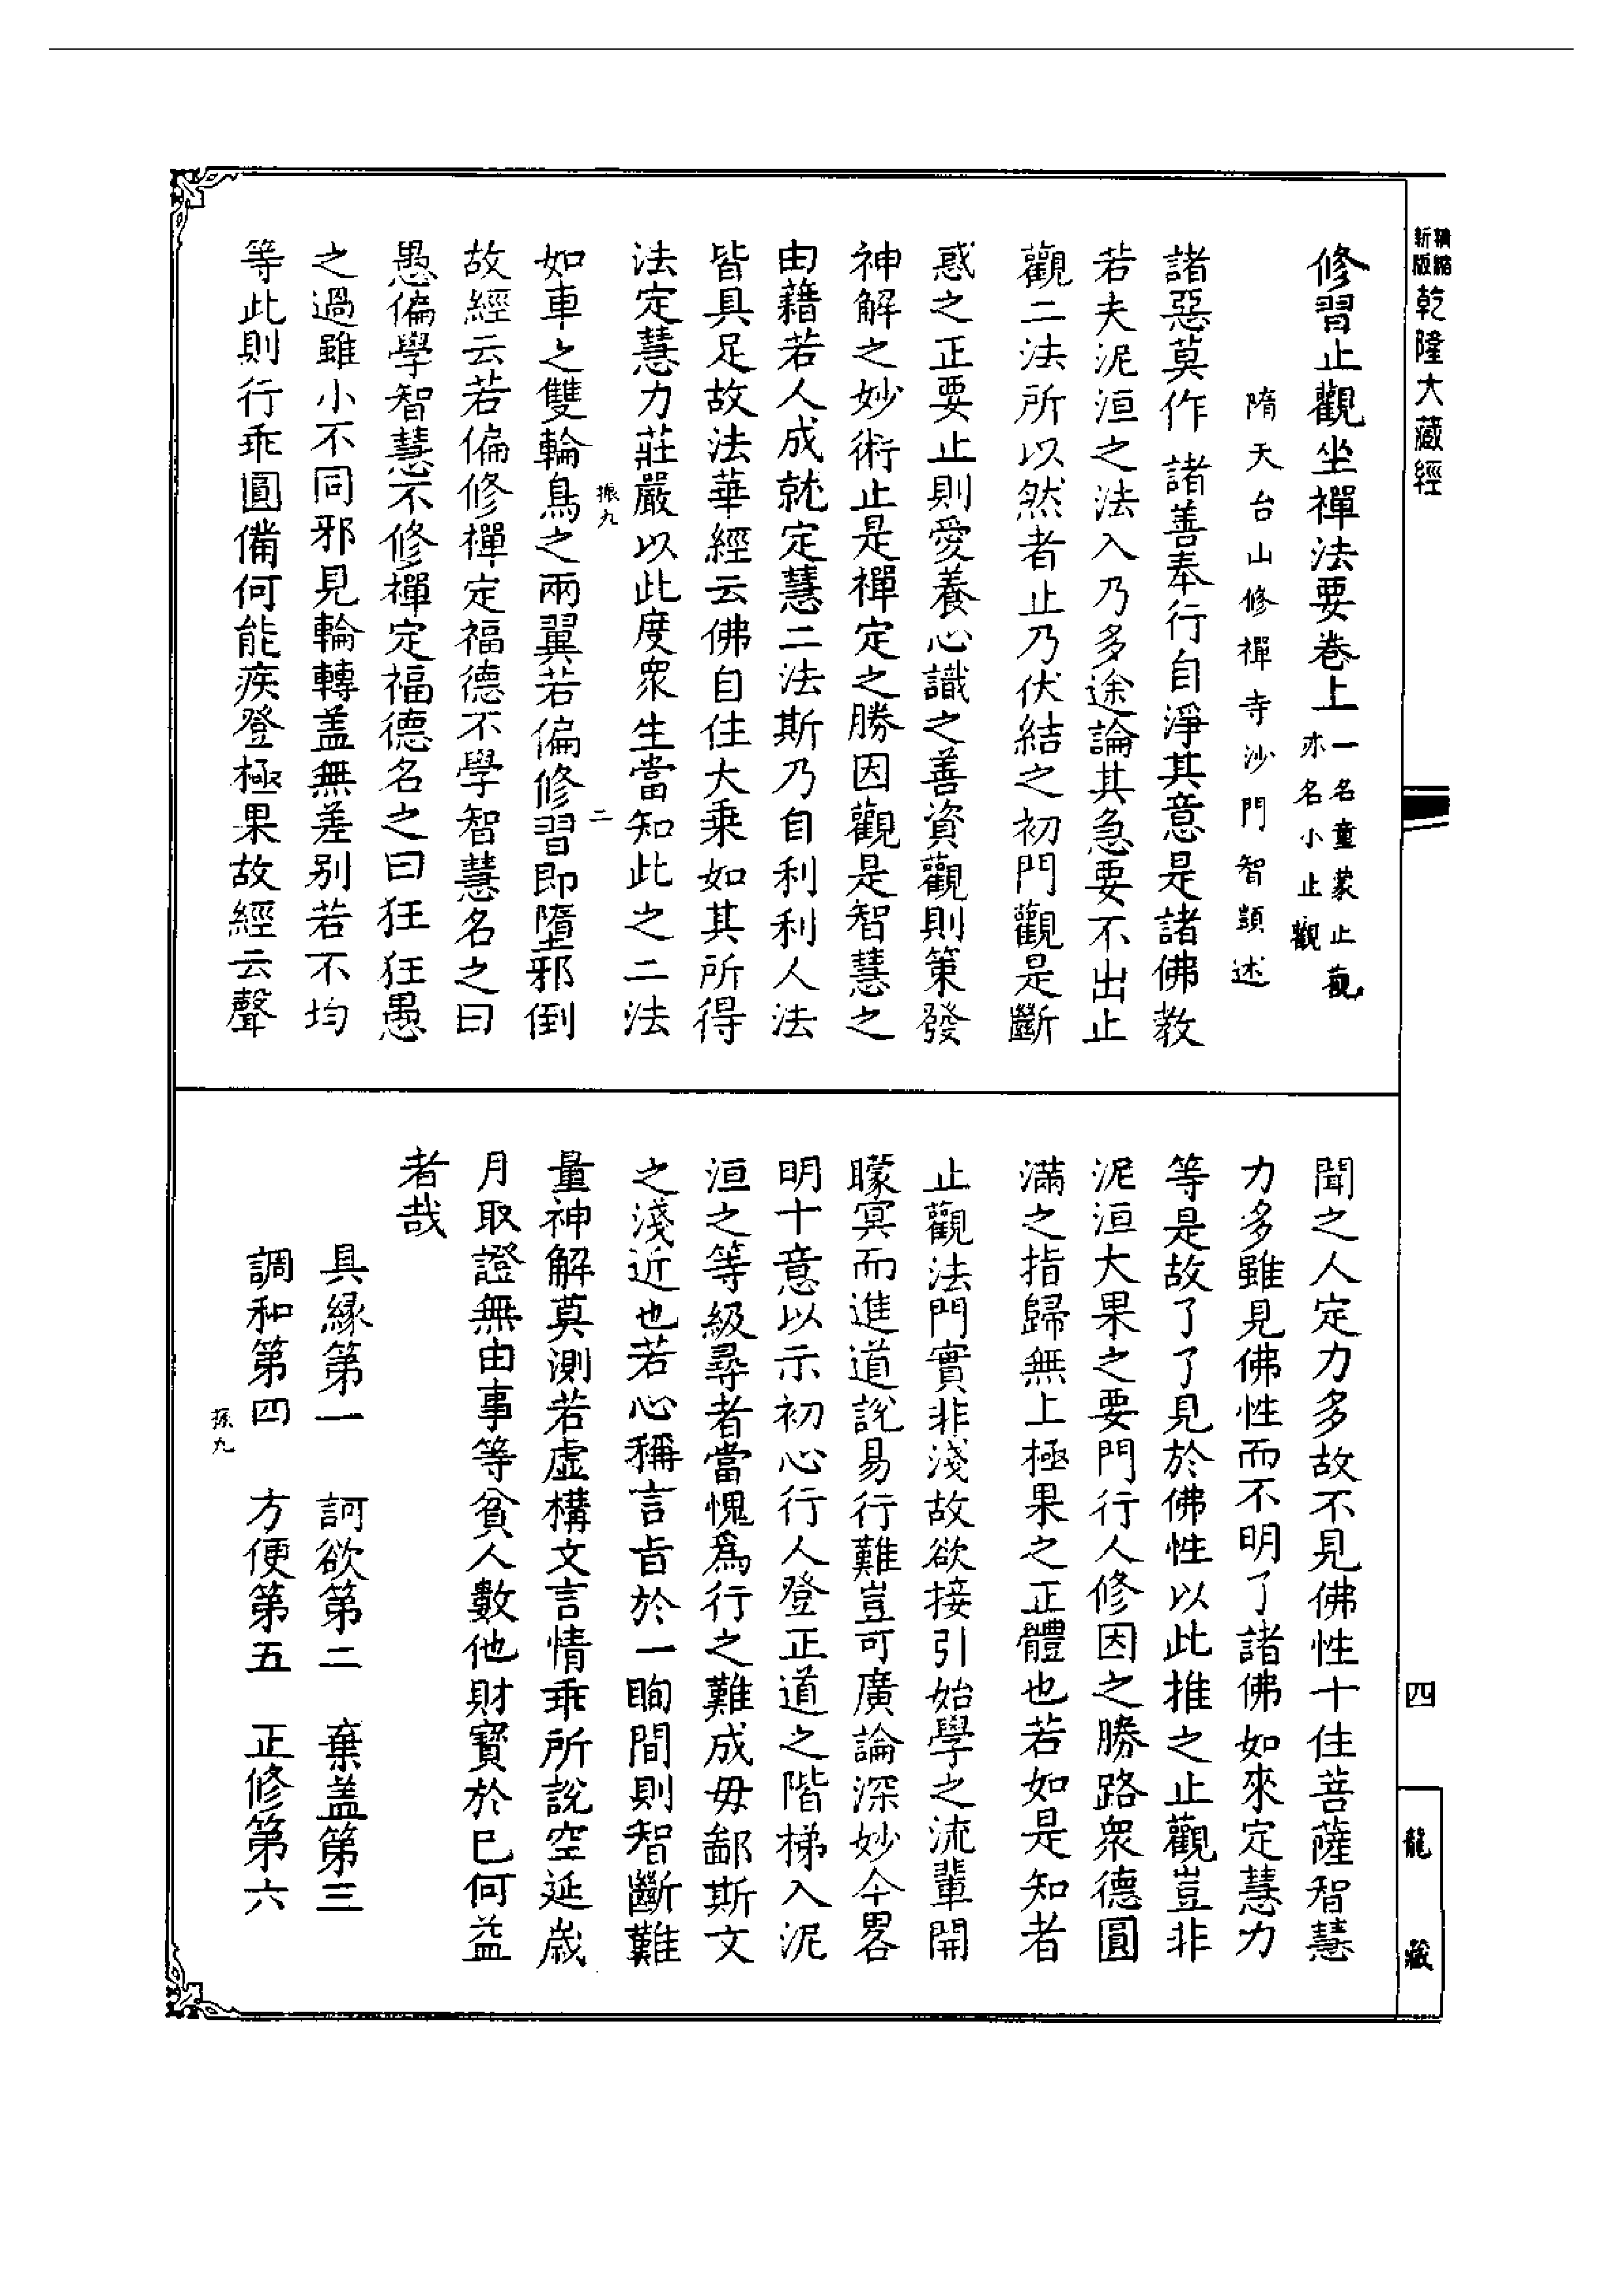 新版精縮乾隆大藏經
修習止觀坐禪法要卷上一名童蒙止觀亦名小止觀
隋天台山修禪寺沙門智顗述
諸惡莫作 諸善奉行自淨其意是諸佛教
若夫泥洹之法入乃多途論其急要不出止
觀二法所以然者止乃伏結之初門觀是斷
惑之正要止則愛養心識之善資觀則策發
神解之妙術止是禪定之勝因觀是智慧之
由藉若人成就定慧二法斯乃自利利人法
皆具足故法華經云佛自住大乘如其所得
法定慧力莊嚴以此度眾生當知此之二法
振九
二
如車之雙輪鳥之兩翼若偏修習即墮邪倒
故經云若偏修禪定福德不學智慧名之曰
愚偏學智慧不修禪定福德名之曰狂狂愚
之過雖小不同邪見輪轉盖無差別若不均
等此則行乖圓備何能疾登極果故經云聲
聞之人定力多故不見佛性十住菩薩智慧
力多雖見佛性而不明了諸佛如來定慧力
等是故了了見於佛性以此推之止觀豈非
泥洹大果之要門行人修因之勝路眾德圓
滿之指歸無上極果之正體也若如是知者
止觀法門實非淺故欲接引始學之流輩開
矇冥而進道說易行難豈可廣論深妙今畧
明十意以示初心行人登正道之階梯入泥
洹之等級尋者當愧為行之難成毋鄙斯文
之淺近也若心稱言旨於一眴間則智斷難
量神解莫測若虛構文言情乖所說空延歲
月取證無由事等貧人數他財寶於己何益
者哉
具緣第一 訶欲第二 棄盖第三
調和第四 方便第五 正修第六
振九
四
龍藏